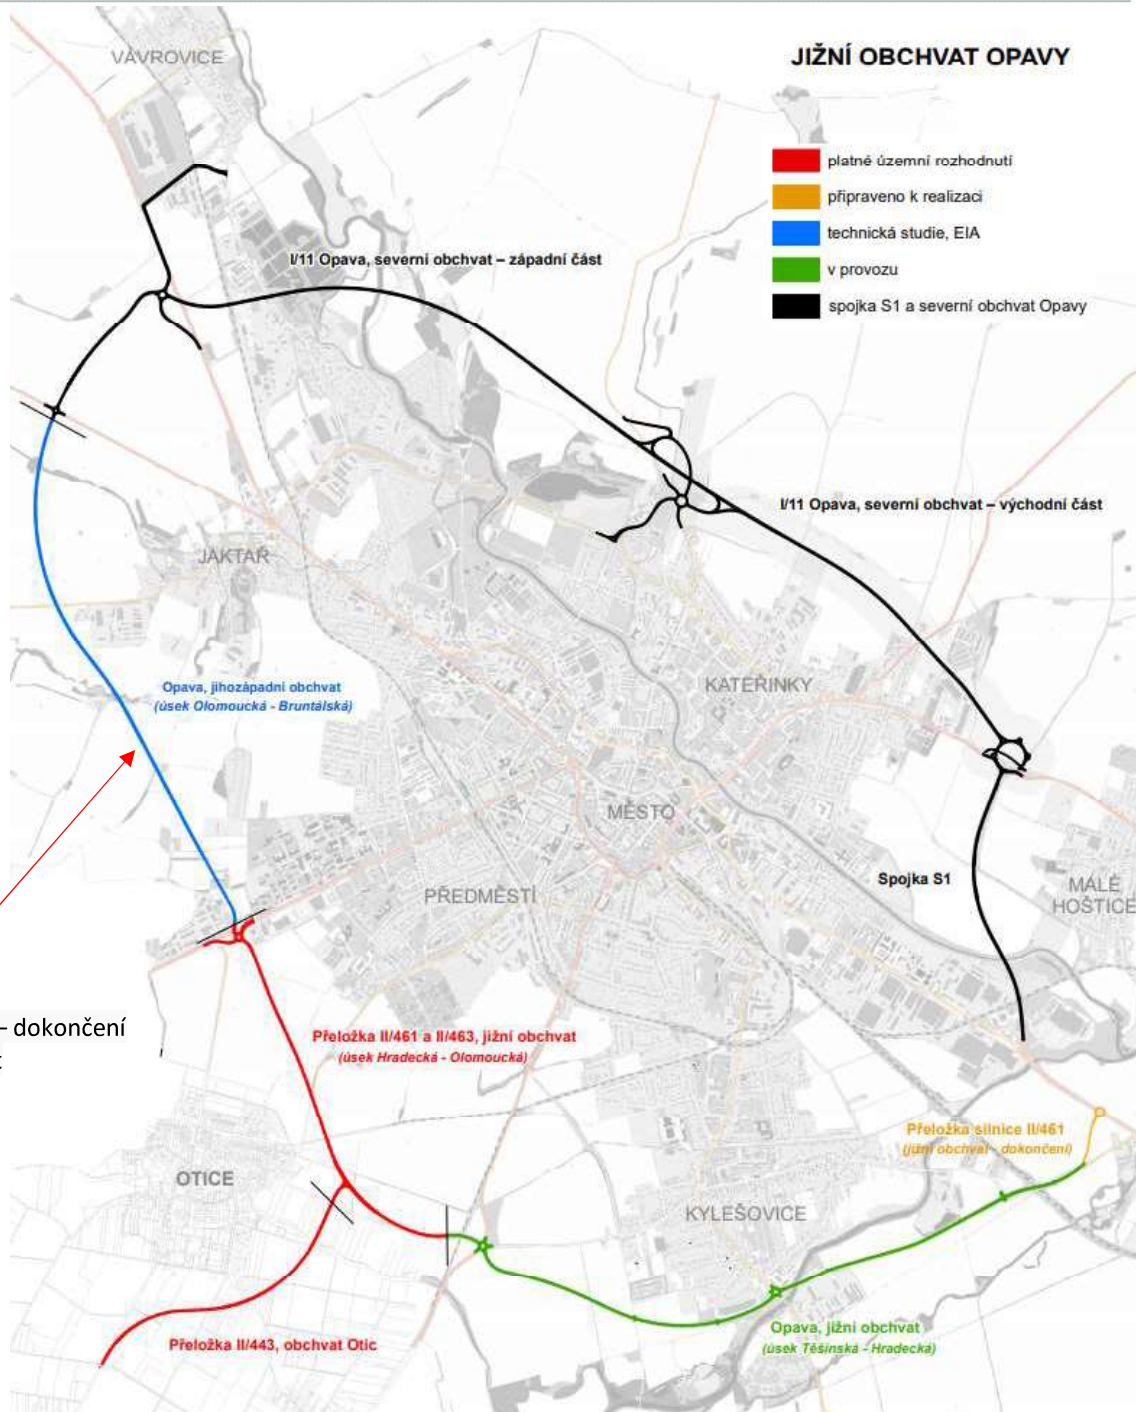 VÁVROVICE
JIŽNÍ OBCHVAT OPAVY
platné územní rozhodnutí
připraveno k realizaci
technická studie, EIA
v provozu
spojka S1 a severní obchvat Opavy
I/11 Opava, severní obchvat – západní část
I/11 Opava, severní obchvat – východní část
JAKTAŘ
Opava, jihozápadní obchvat
(úsek Olomoucká - Bruntálská)
KATEŘINKY
MĚSTO
PŘEDMĚSTÍ
Spojka S1
MALÉ
HOŠTICE
– dokončení
Přeložka II/461 a II/463, jižní obchvat
(úsek Hradecká - Olomoucká)
Přeložka silnice II/461
(jižní obchvat - dokončení)
OTICE
KYLEŠOVICE
Přeložka II/443, obchvat Otic
Opava, jižní obchvat
(úsek Těšínská - Hradecká)